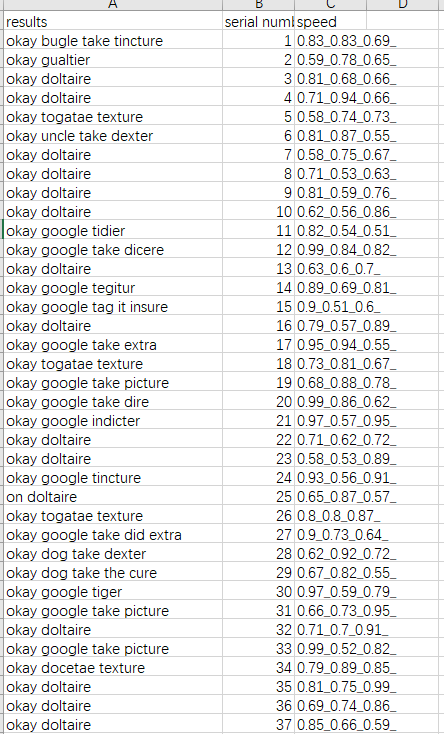 A B C D
results serial numl speed
okay bugle take tincture 1 0.83_0.83_0.69_
okay gualtier 2 0.59_0.78_0.65_
okay doltaire 3 0.81_0.68_0.66_
okay doltaire 4 0.71_0.94_0.66_
okay togatae texture 5 0.58_0.74_0.73_
okay uncle take dexter 6 0.81_0.87_0.55_
okay doltaire 7 0.58_0.75_0.67_
okay doltaire 8 0.71_0.53_0.63_
okay doltaire 9 0.81_0.59_0.76_
okay doltaire 10 0.62_0.56_0.86_
okay google tidier 11 0.82_0.54_0.51_
okay google take dicere 12 0.99_0.84_0.82_
okay doltaire 13 0.63_0.6_0.7_
okay google tegitur 14 0.89_0.69_0.81_
okay google tag it insure 15 0.9_0.51_0.6_
okay doltaire 16 0.79_0.57_0.89_
okay google take extra 17 0.95_0.94_0.55_
okay togatae texture 18 0.73_0.81_0.67_
okay google take picture 19 0.68_0.88_0.78_
okay google take dire 20 0.99_0.86_0.62_
okay google indicter 21 0.97_0.57_0.95_
okay doltaire 22 0.71_0.62_0.72_
okay doltaire 23 0.58_0.53_0.89_
okay google tincture 24 0.93_0.56_0.91_
on doltaire 25 0.65_0.87_0.57_
okay togatae texture 26 0.8_0.8_0.87_
okay google take did extra 27 0.9_0.73_0.64_
okay dog take dexter 28 0.62_0.92_0.72_
okay dog take the cure 29 0.67_0.82_0.55_
okay google tiger 30 0.97_0.59_0.79_
okay google take picture 31 0.66_0.73_0.95_
okay doltaire 32 0.71_0.7_0.91_
okay google take picture 33 0.99_0.52_0.82_
okay docetae texture 34 0.79_0.89_0.85_
okay doltaire 35 0.81_0.75_0.99_
okay doltaire 36 0.69_0.74_0.86_
okay doltaire 37 0.85_0.66_0.59_